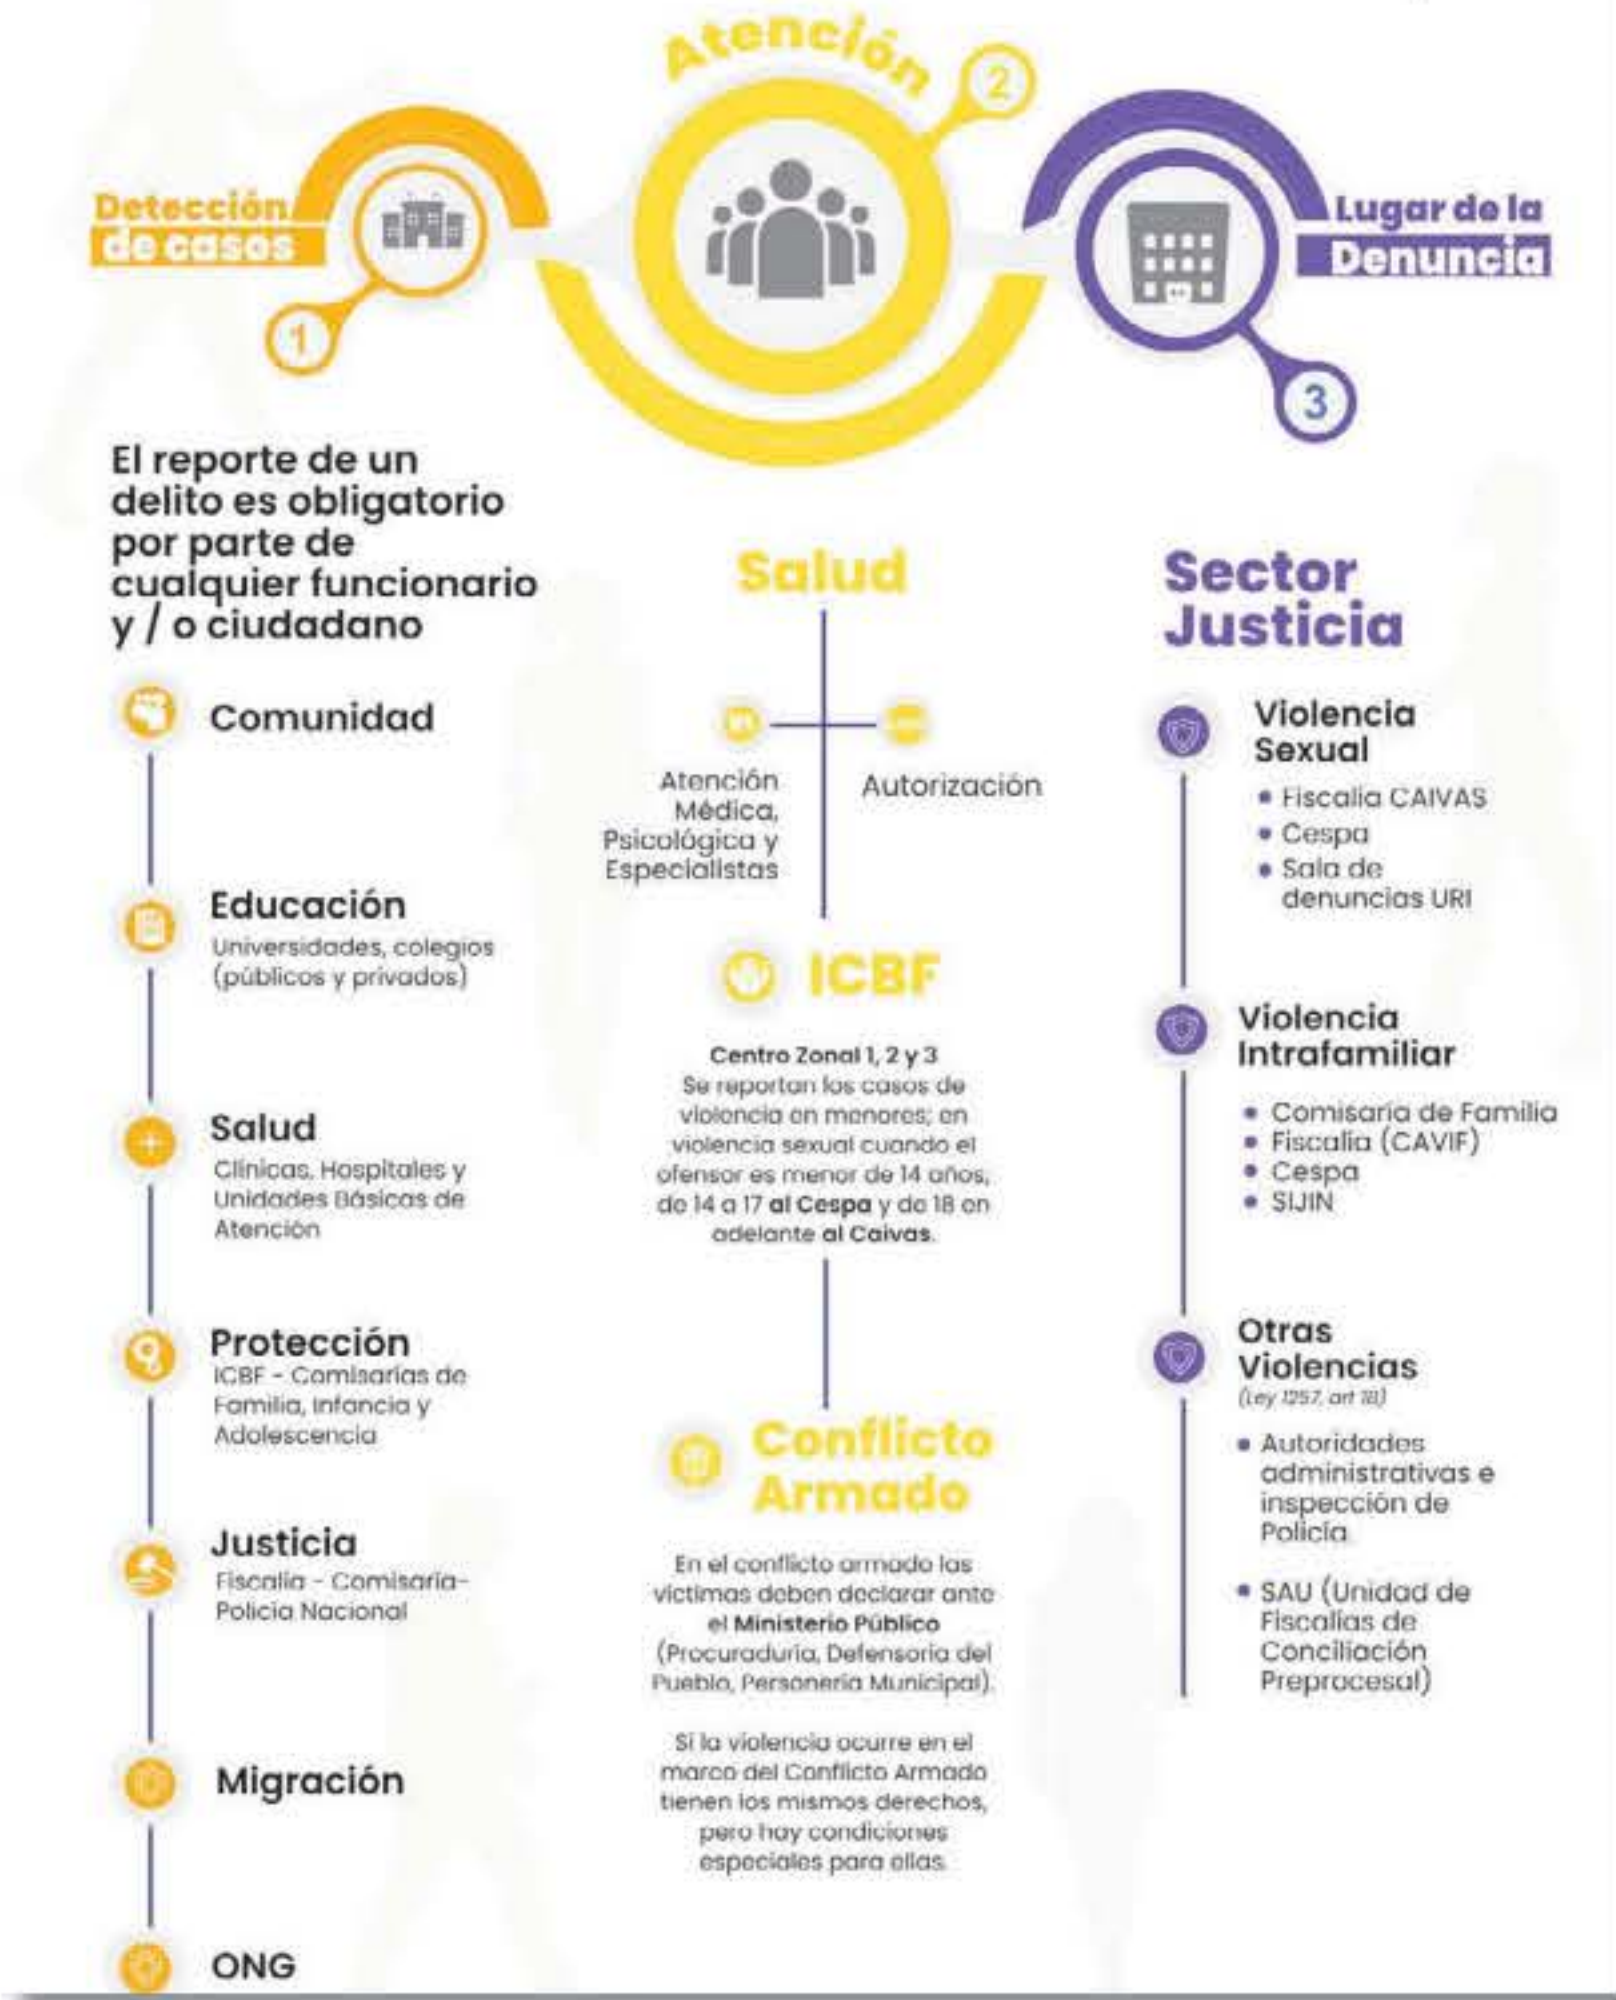 Atención
2
Detección
de casos
1
Lugar de la
Denuncia
3
El reporte de un
delito es obligatorio
por parte de
cualquier funcionario
y / o ciudadano
Comunidad
Educación
Universidades, colegios
(públicos y privados)
Salud
Clínicas, Hospitales y
Unidades Básicas de
Atención
Protección
ICBF - Comisarías de
Familia, Infancia y
Adolescencia
Justicia
Fiscalía - Comisaría-
Policía Nacional
Migración
ONG
Salud
Atención
Médica,
Psicológica y
Especialistas
Autorización
ICBF
Centro Zonal 1, 2 y 3
Se reportan los casos de
violencia en menores; en
violencia sexual cuando el
ofensor es menor de 14 años,
de 14 a 17 al Cespa y de 18 en
adelante al Caivas.
Conflicto
Armado
En el conflicto armado las
víctimas deben declarar ante
el Ministerio Público
(Procuraduría, Defensoría del
Pueblo, Personería Municipal).
Si la violencia ocurre en el
marco del Conflicto Armado
tienen los mismos derechos,
pero hay condiciones
especiales para ellas.
Sector
Justicia
Violencia
Sexual
• Fiscalía CAIVAS
• Cespa
• Sala de
denuncias URI
Violencia
Intrafamiliar
• Comisaría de Familia
• Fiscalía (CAVIF)
• Cespa
• SIJIN
Otras
Violencias
(Ley 1257, art 18)
• Autoridades
administrativas e
inspección de
Policía
• SAU (Unidad de
Fiscalías de
Conciliación
Preprocesal)